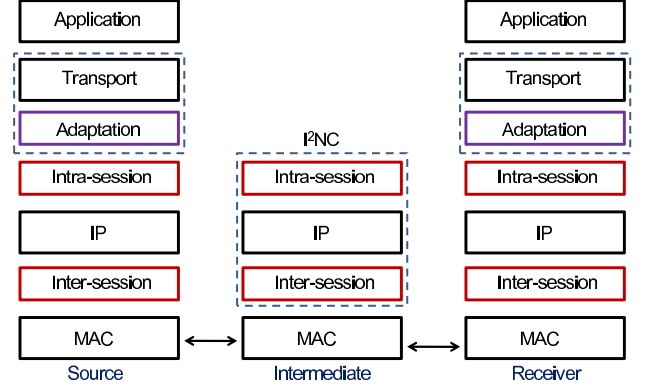 Application
Application
Transport
Transport
Adaptation
I²NC
Adaptation
Intra-session
Intra-session
Intra-session
IP
IP
IP
Inter-session
Inter-session
Inter-session
MAC
MAC
MAC
Source
Intermediate
Receiver